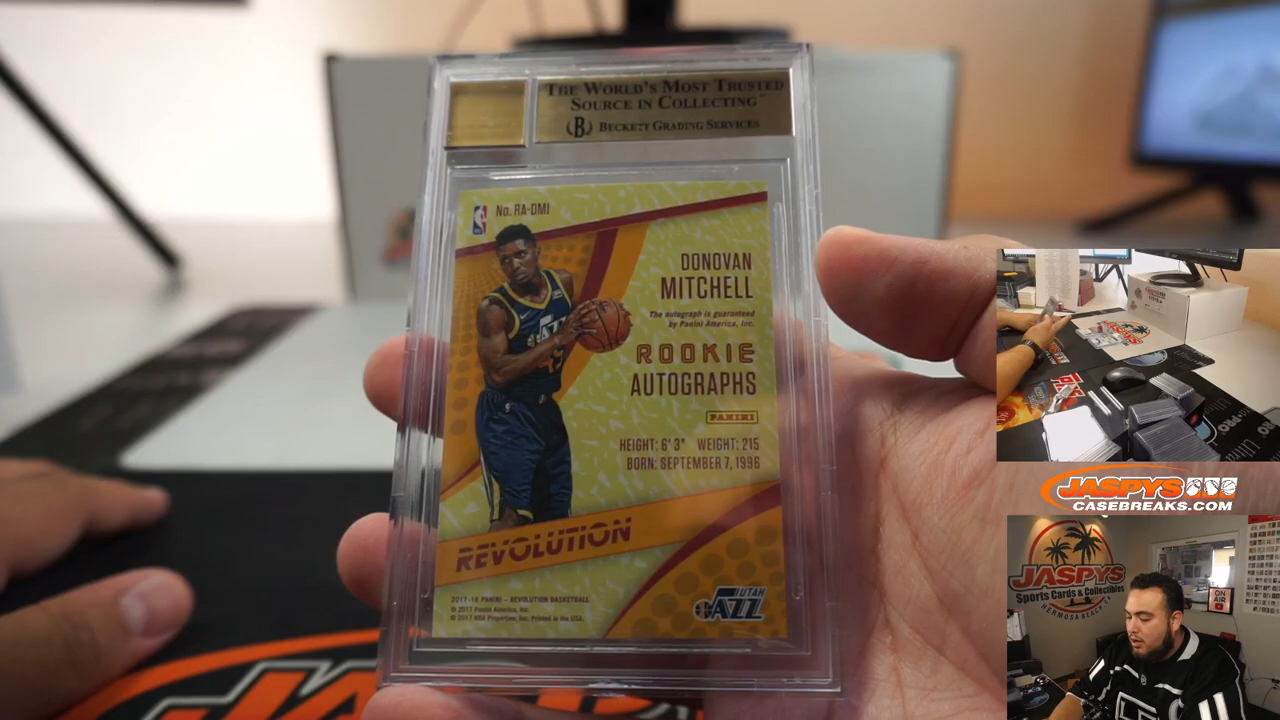 THE WORLD'S MOST TRUSTED
SOURCE IN COLLECTING"
B BECKETT GRADING SERVICES
No. RA-DMI
DONOVAN
MITCHELL
The autograph is guaranteed
by Panini America, Inc.
ROOKIE
AUTOGRAPHS
PANINI
HEIGHT: 6' 3" WEIGHT: 215
BORN: SEPTEMBER 7, 1996
REVOLUTION
2017-18 PANINI – REVOLUTION BASKETBALL
© 2017 Panini America, Inc.
© 2017 NBA Properties, Inc. Printed in the USA.
UTAH
JAZZ
JASPYS
CASEBREAKS.COM
JASPYS
Sports Cards & Collectibles
HERMOSA BEACH, CA
ON
AIR